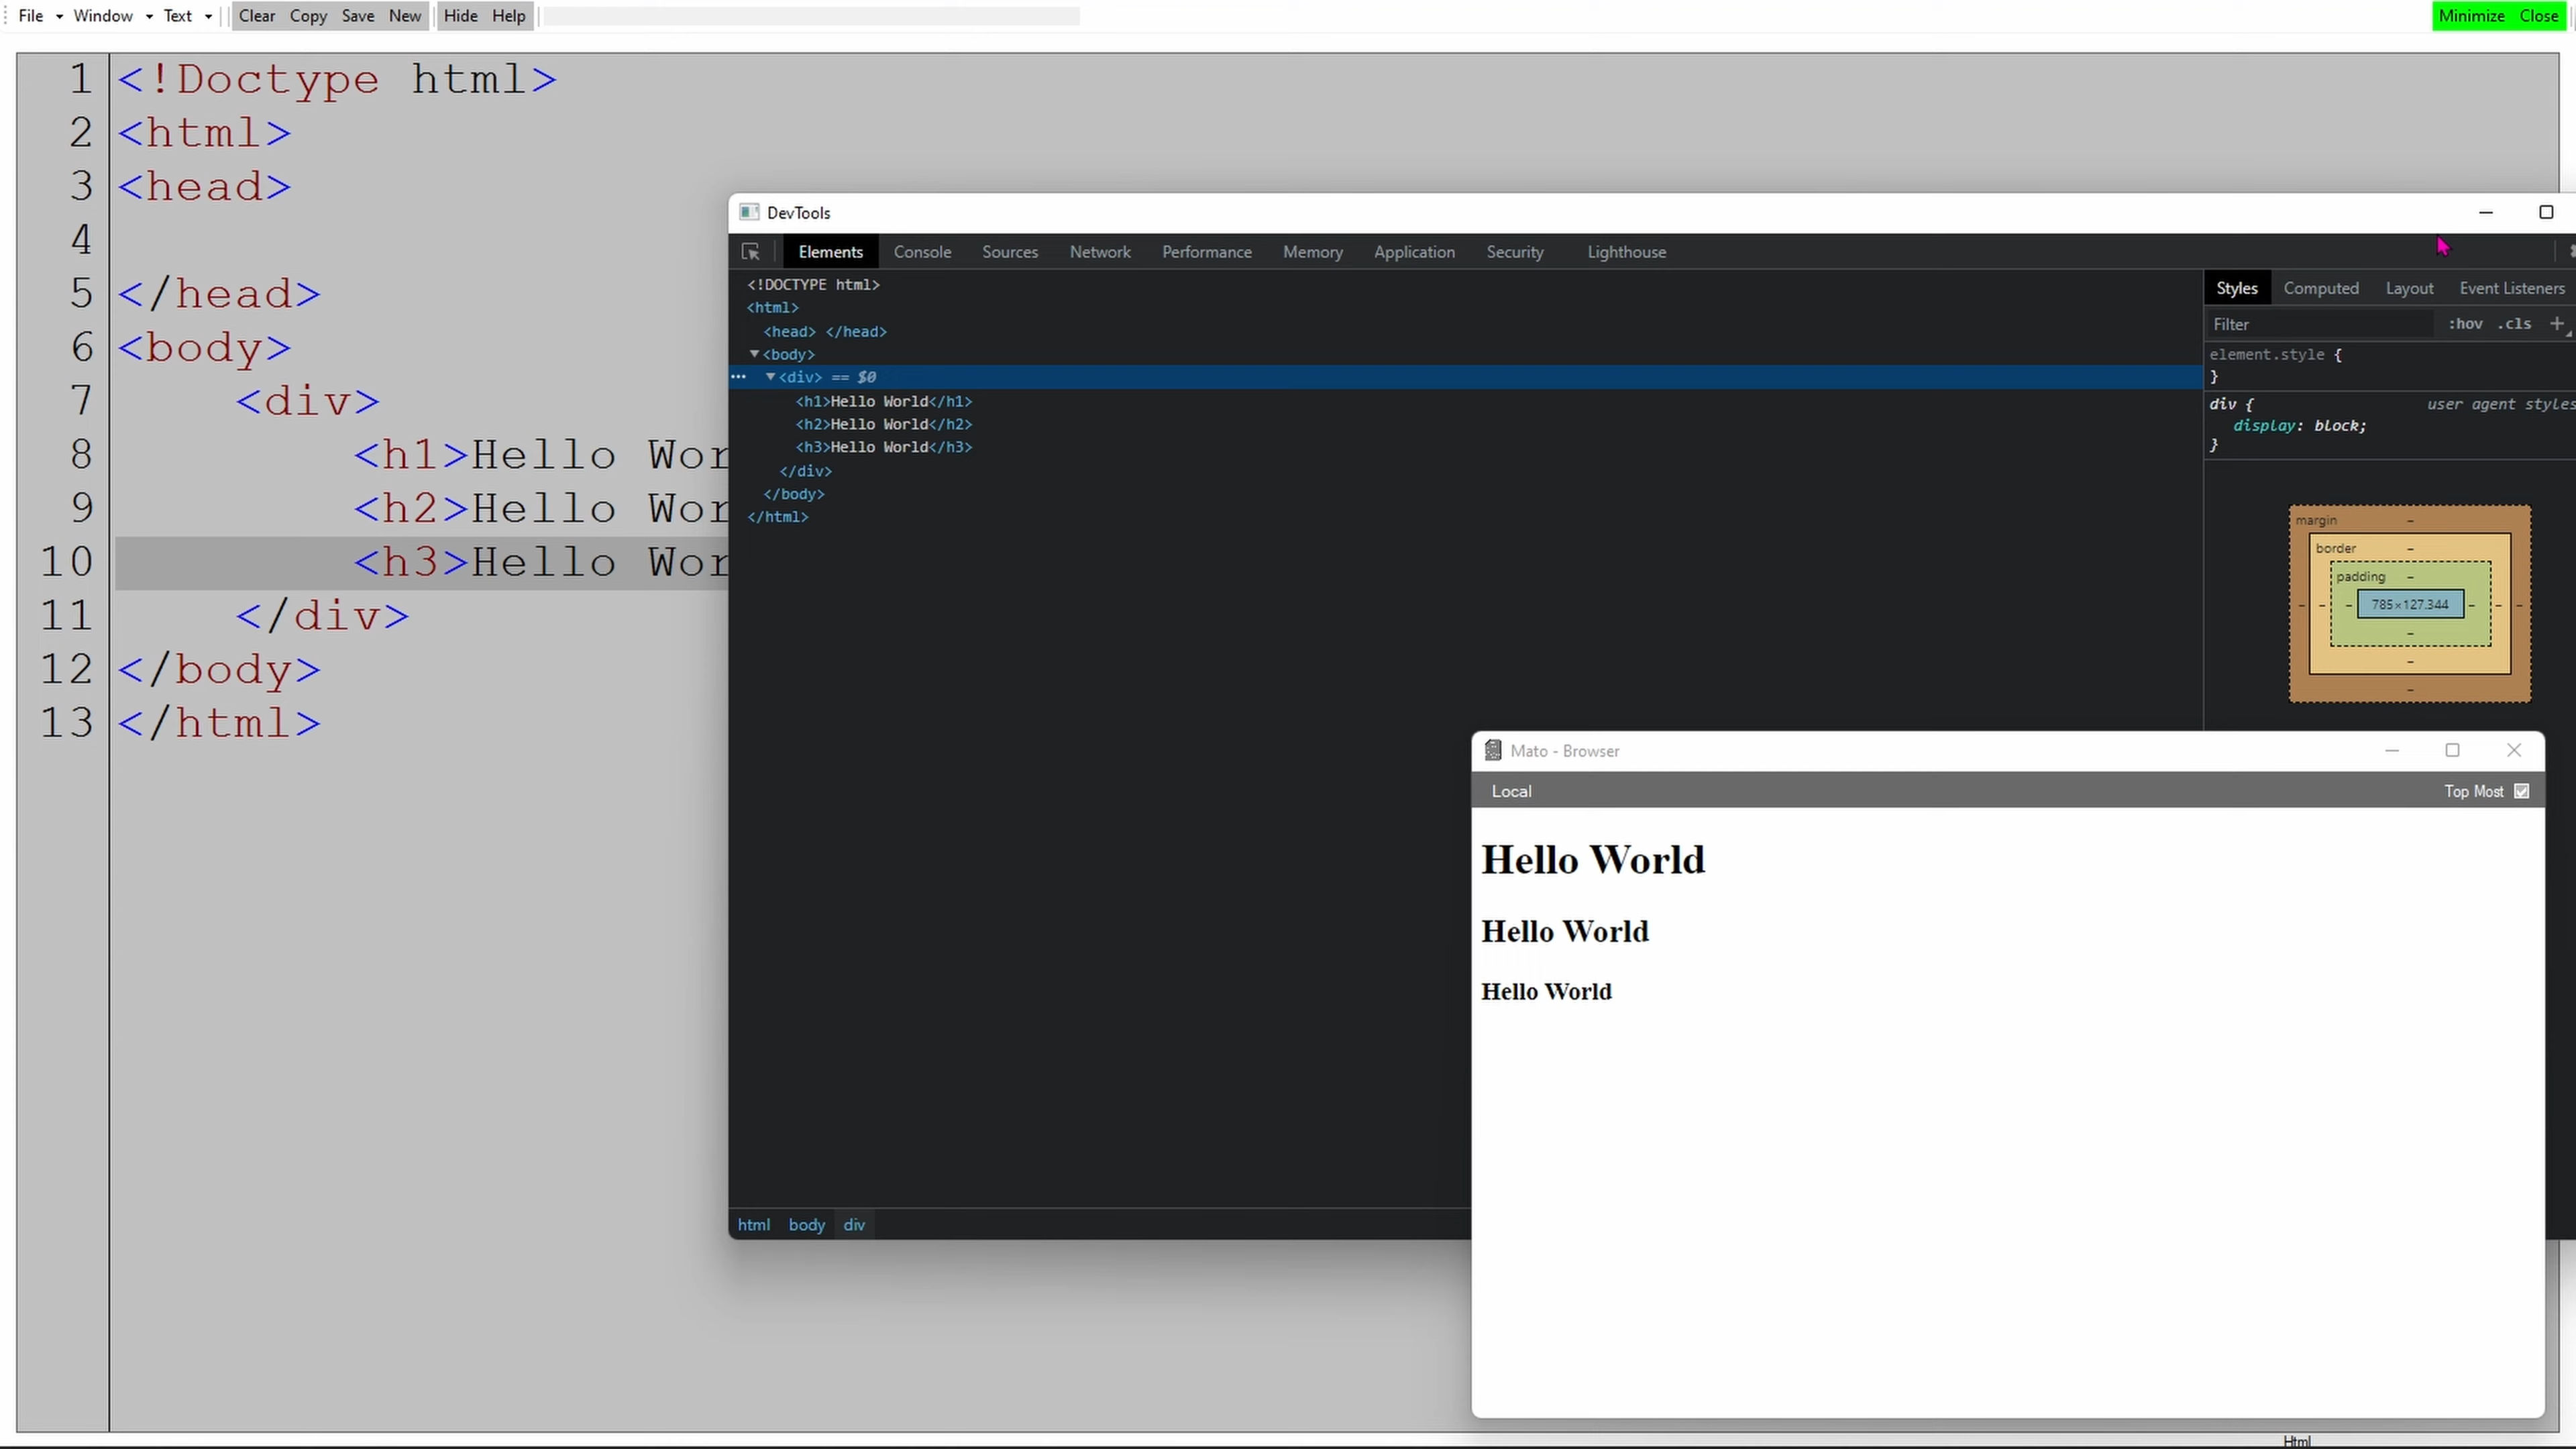 File Window Text Clear Copy Save New Hide Help Minimize Close
1 <!Doctype html>
2 <html>
3 <head>
4
5 </head>
6 <body>
7 <div>
8 <h1>Hello Wor
9 <h2>Hello Wor
10 <h3>Hello Wor
11 </div>
12 </body>
13 </html>
DevTools
Elements Console Sources Network Performance Memory Application Security Lighthouse
<!DOCTYPE html>
<html>
<head> </head>
<body>
<div> == $0
<h1>Hello World</h1>
<h2>Hello World</h2>
<h3>Hello World</h3>
</div>
</body>
</html>
html body div
Styles Computed Layout Event Listeners
Filter :hov .cls +
element.style {
}
div { user agent styles
display: block;
}
margin -
border -
padding -
- - - 785×127.344 - - -
-
-
-
Mato - Browser
Local Top Most
Hello World
Hello World
Hello World
Html